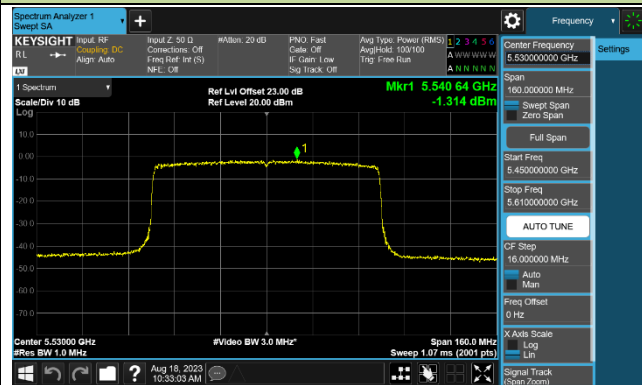 Spectrum Analyzer 1
Swept SA
Frequency
KEYSIGHT
Input: RF
Input Z: 50 Ω
#Atten: 20 dB
PNO: Fast
Avg Type: Power (RMS)
1 2 3 4 5 6
RL
Coupling: DC
Corrections: Off
Gate: Off
Avg|Hold: 100/100
A W W W W W
Align: Auto
Freq Ref: Int (S)
IF Gain: Low
Trig: Free Run
NFE: Off
Sig Track: Off
A N N N N N
LXI
1 Spectrum
Ref Lvl Offset 23.00 dB
Mkr1 5.540 64 GHz
Scale/Div 10 dB
Ref Level 20.00 dBm
-1.314 dBm
Log
10.0
0.00
-10.0
-20.0
-30.0
-40.0
-50.0
-60.0
-70.0
1
Center 5.53000 GHz
#Video BW 3.0 MHz*
Span 160.0 MHz
#Res BW 1.0 MHz
Sweep 1.07 ms (2001 pts)
Aug 18, 2023
10:33:03 AM
Center Frequency
5.530000000 GHz
Settings
Span
160.000000 MHz
Swept Span
Zero Span
Full Span
Start Freq
5.450000000 GHz
Stop Freq
5.610000000 GHz
AUTO TUNE
CF Step
16.000000 MHz
Auto
Man
Freq Offset
0 Hz
X Axis Scale
Log
Lin
Signal Track
(Span Zoom)